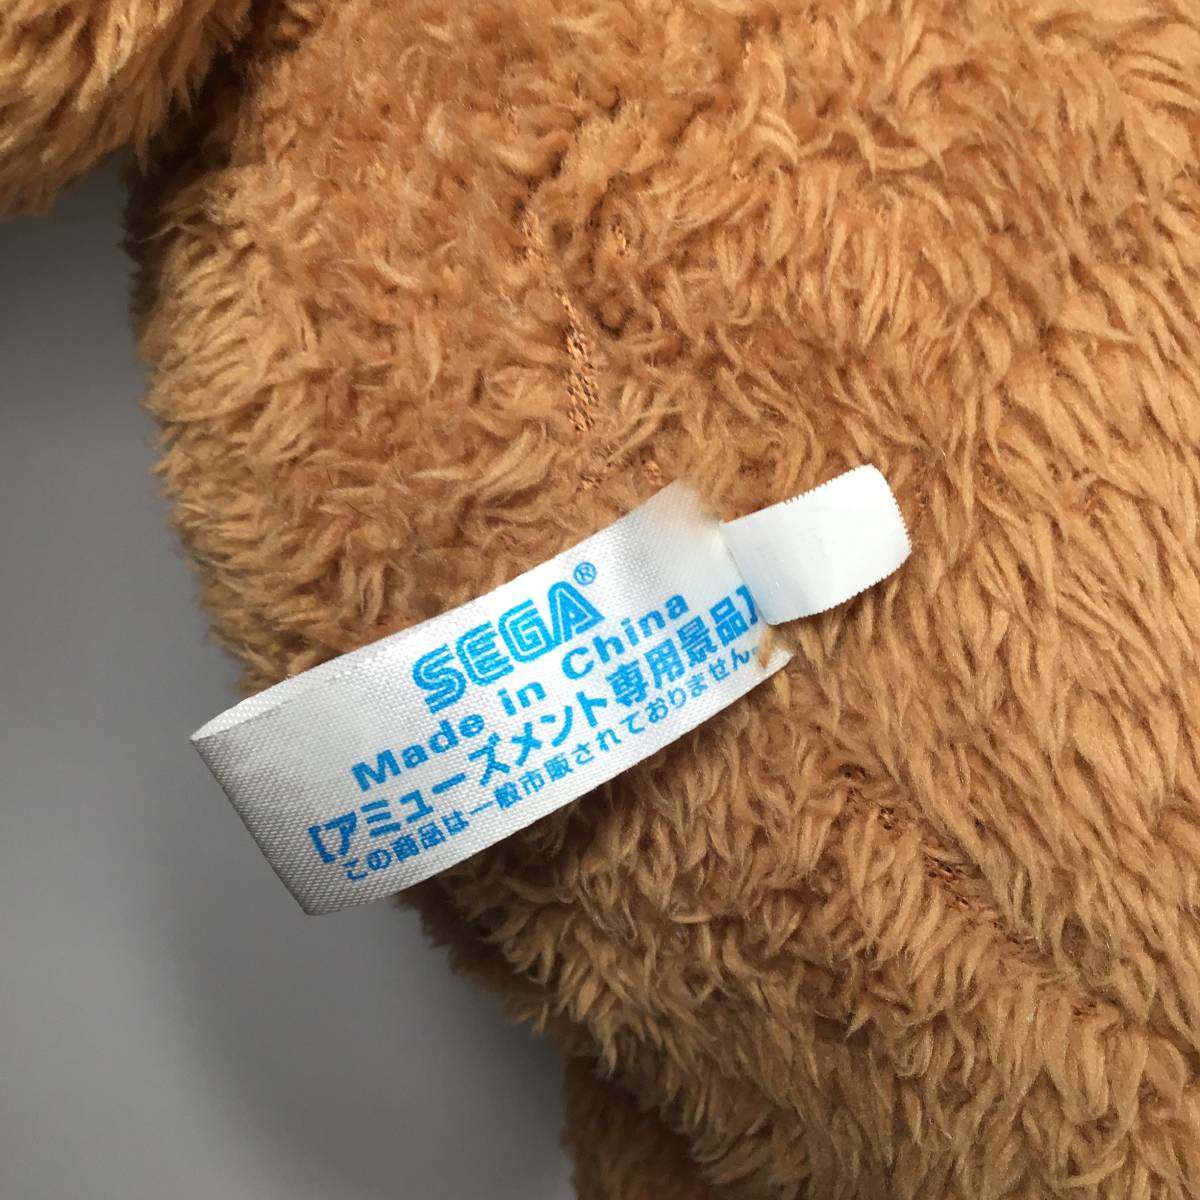 SEGA®
Made in China
[アミューズメント専用景品]
この商品は一般市販されておりません。